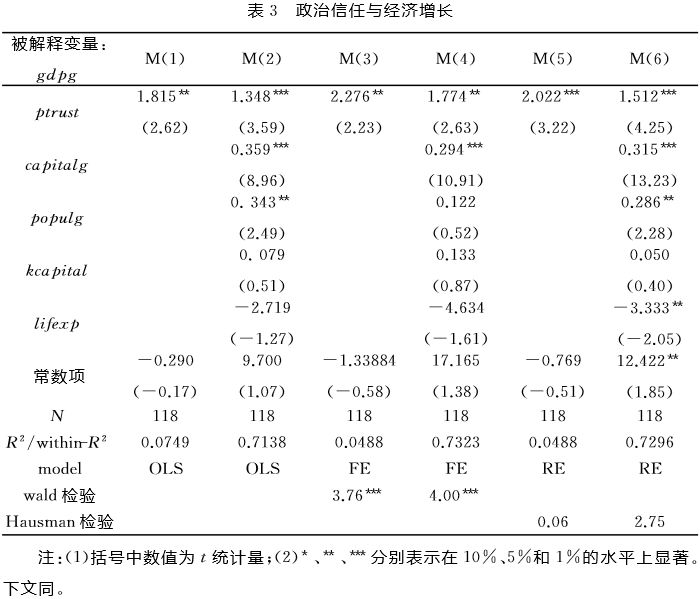 表 3 政治信任与经济增长
被解释变量: gdpg M(1) M(2) M(3) M(4) M(5) M(6)
ptrust 1.815** 1.348*** 2.276** 1.774** 2.022*** 1.512***
(2.62) (3.59) (2.23) (2.63) (3.22) (4.25)
capitalg 0.359*** 0.294*** 0.315***
(8.96) (10.91) (13.23)
populg 0. 343** 0.122 0.286**
(2.49) (0.52) (2.28)
kcapital 0. 079 0.133 0.050
(0.51) (0.87) (0.40)
lifexp −2.719 −4.634 −3.333**
(−1.27) (−1.61) (−2.05)
常数项 −0.290 9.700 −1.33884 17.165 −0.769 12.422**
(−0.17) (1.07) (−0.58) (1.38) (−0.51) (1.85)
N 118 118 118 118 118 118
R²/within-R² 0.0749 0.7138 0.0488 0.7323 0.0488 0.7296
model OLS OLS FE FE RE RE
wald 检验 3.76*** 4.00***
Hausman 检验 0.06 2.75
注:(1)括号中数值为 t 统计量;(2)*、**、***分别表示在 10%、5%和 1%的水平上显著。
下文同。